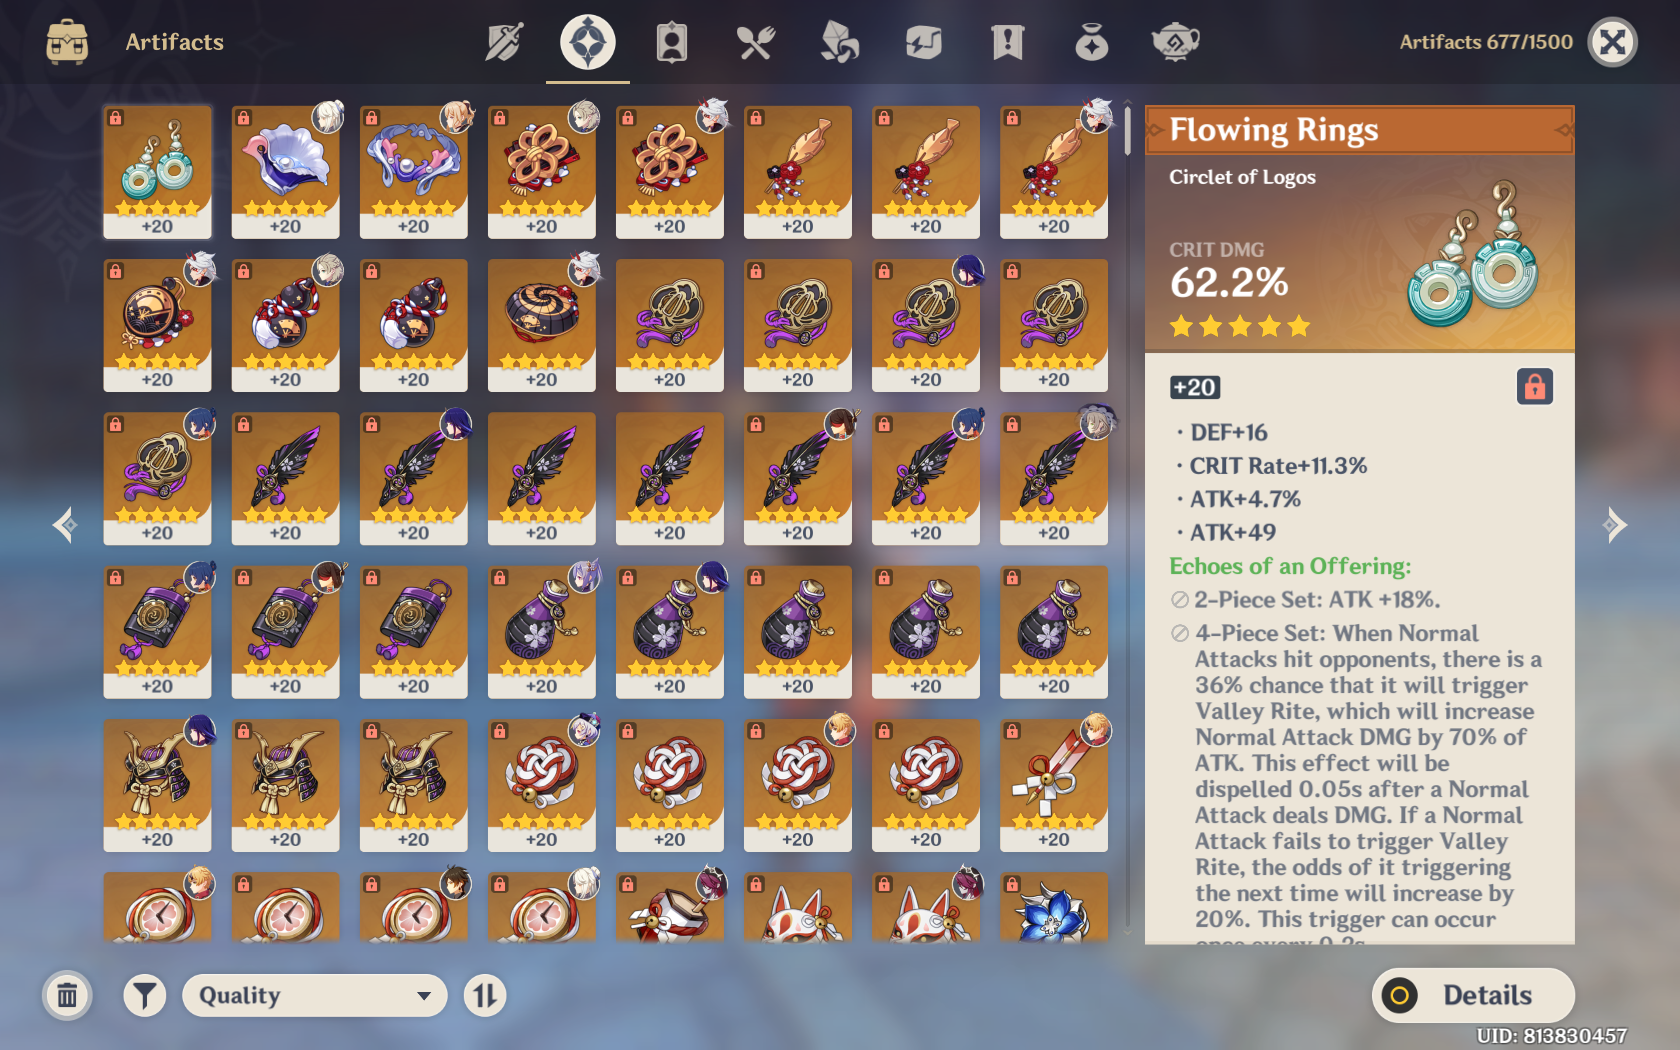 Artifacts
Artifacts 677/1500
+20 +20 +20 +20 +20 +20 +20 +20
+20 +20 +20 +20 +20 +20 +20 +20
+20 +20 +20 +20 +20 +20 +20 +20
+20 +20 +20 +20 +20 +20 +20 +20
+20 +20 +20 +20 +20 +20 +20 +20
Flowing Rings
Circlet of Logos
CRIT DMG
62.2%
+20
· DEF+16
· CRIT Rate+11.3%
· ATK+4.7%
· ATK+49
Echoes of an Offering:
2-Piece Set: ATK +18%.
4-Piece Set: When Normal
Attacks hit opponents, there is a
36% chance that it will trigger
Valley Rite, which will increase
Normal Attack DMG by 70% of
ATK. This effect will be
dispelled 0.05s after a Normal
Attack deals DMG. If a Normal
Attack fails to trigger Valley
Rite, the odds of it triggering
the next time will increase by
20%. This trigger can occur
once every 0.2s
Quality
Details
UID: 813830457